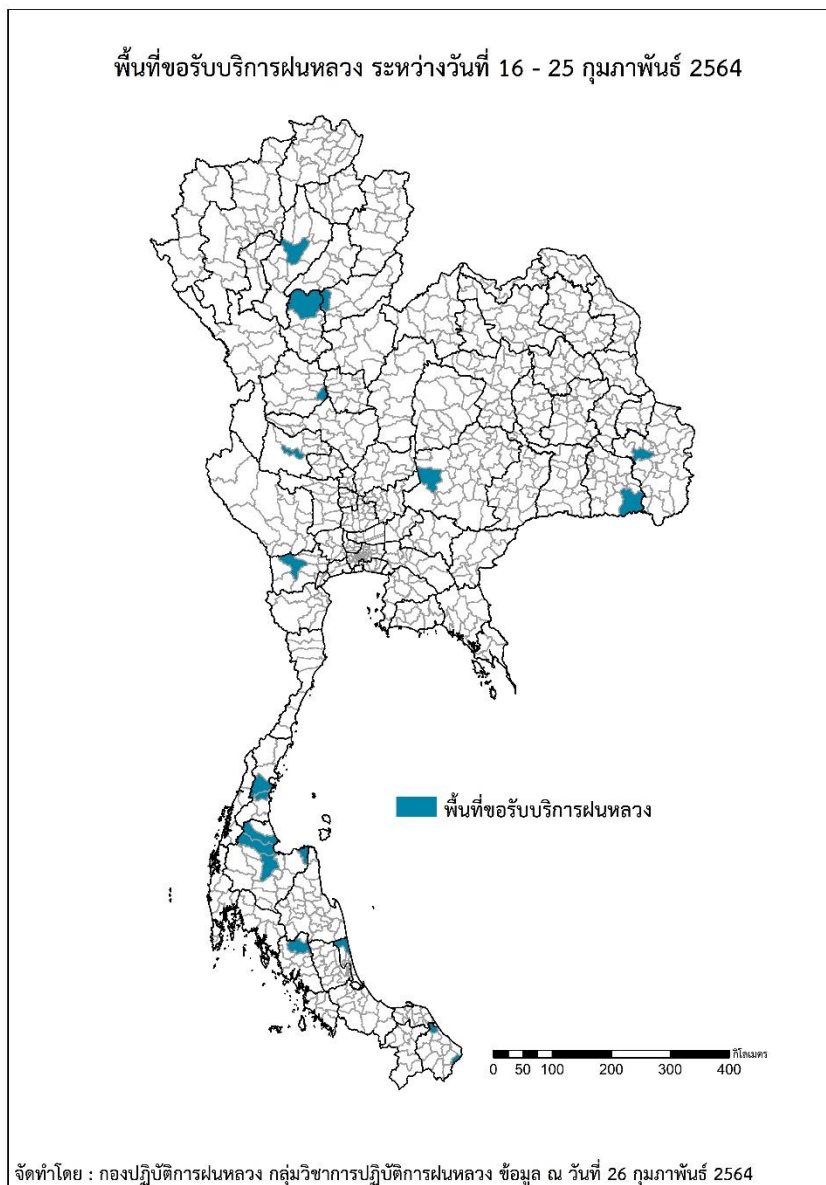 พื้นที่ขอรับบริการฝนหลวง ระหว่างวันที่ 16 - 25 กุมภาพันธ์ 2564
พื้นที่ขอรับบริการฝนหลวง
กิโลเมตร
0 50 100 200 300 400
จัดทำโดย : กองปฏิบัติการฝนหลวง กลุ่มวิชาการปฏิบัติการฝนหลวง ข้อมูล ณ วันที่ 26 กุมภาพันธ์ 2564